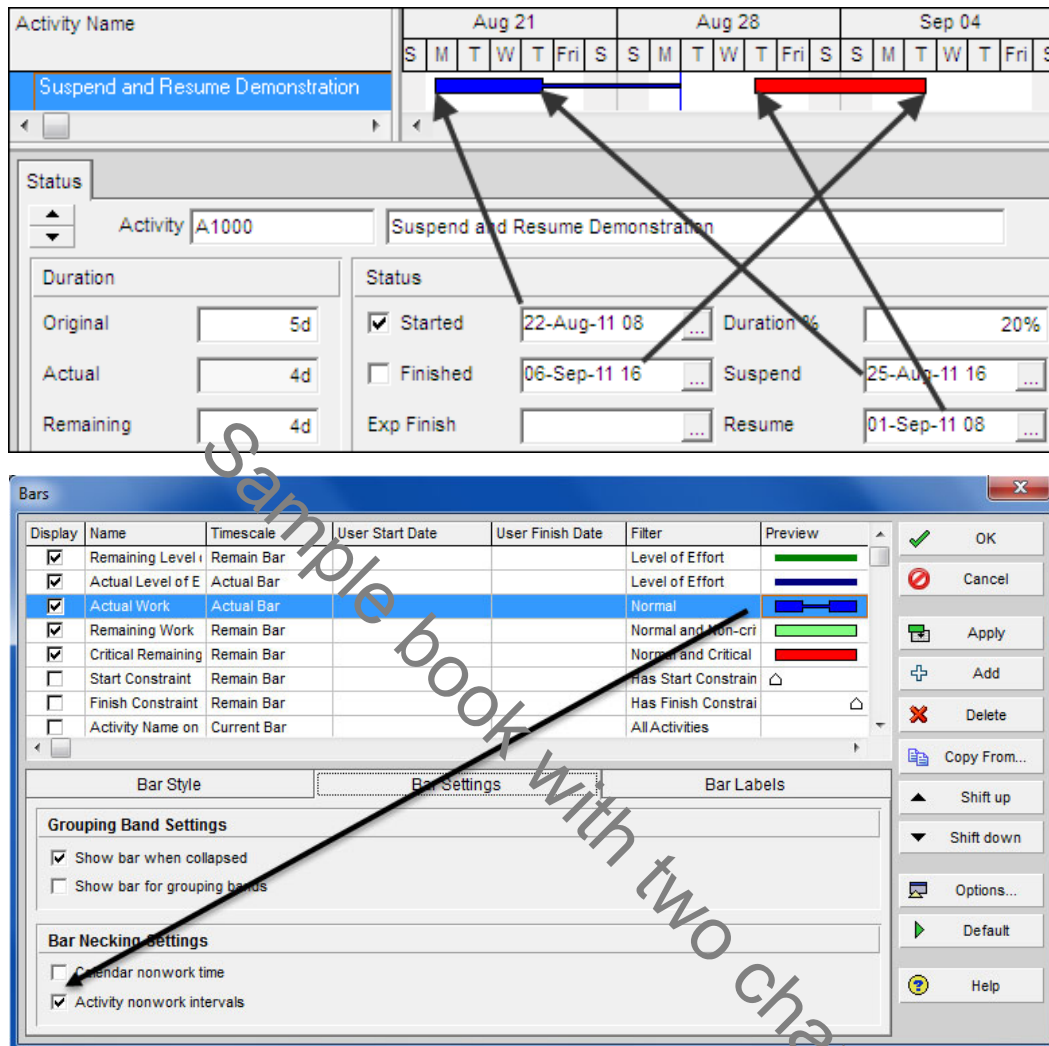 Activity Name
Aug 21 Aug 28 Sep 04
S M T W T Fri S S M T W T Fri S S M T W T Fri
Suspend and Resume Demonstration
Status
Activity A1000 Suspend and Resume Demonstration
Duration Status
Original 5d Started 22-Aug-11 08 ... Duration % 20%
Actual 4d Finished 06-Sep-11 16 ... Suspend 25-Aug-11 16 ...
Remaining 4d Exp Finish ... Resume 01-Sep-11 08 ...
Bars
Display Name Timescale User Start Date User Finish Date Filter Preview
Remaining Level Remain Bar Level of Effort
Actual Level of E Actual Bar Level of Effort
Actual Work Actual Bar Normal
Remaining Work Remain Bar Normal and Non-cri
Critical Remaining Remain Bar Normal and Critical
Start Constraint Remain Bar Has Start Constrain
Finish Constraint Remain Bar Has Finish Constrai
Activity Name on Current Bar All Activities
OK
Cancel
Apply
Add
Delete
Copy From...
Shift up
Shift down
Options...
Default
Help
Bar Style Bar Settings Bar Labels
Grouping Band Settings
Show bar when collapsed
Show bar for grouping bands
Bar Necking Settings
Calendar nonwork time
Activity nonwork intervals
Sample book with two cha